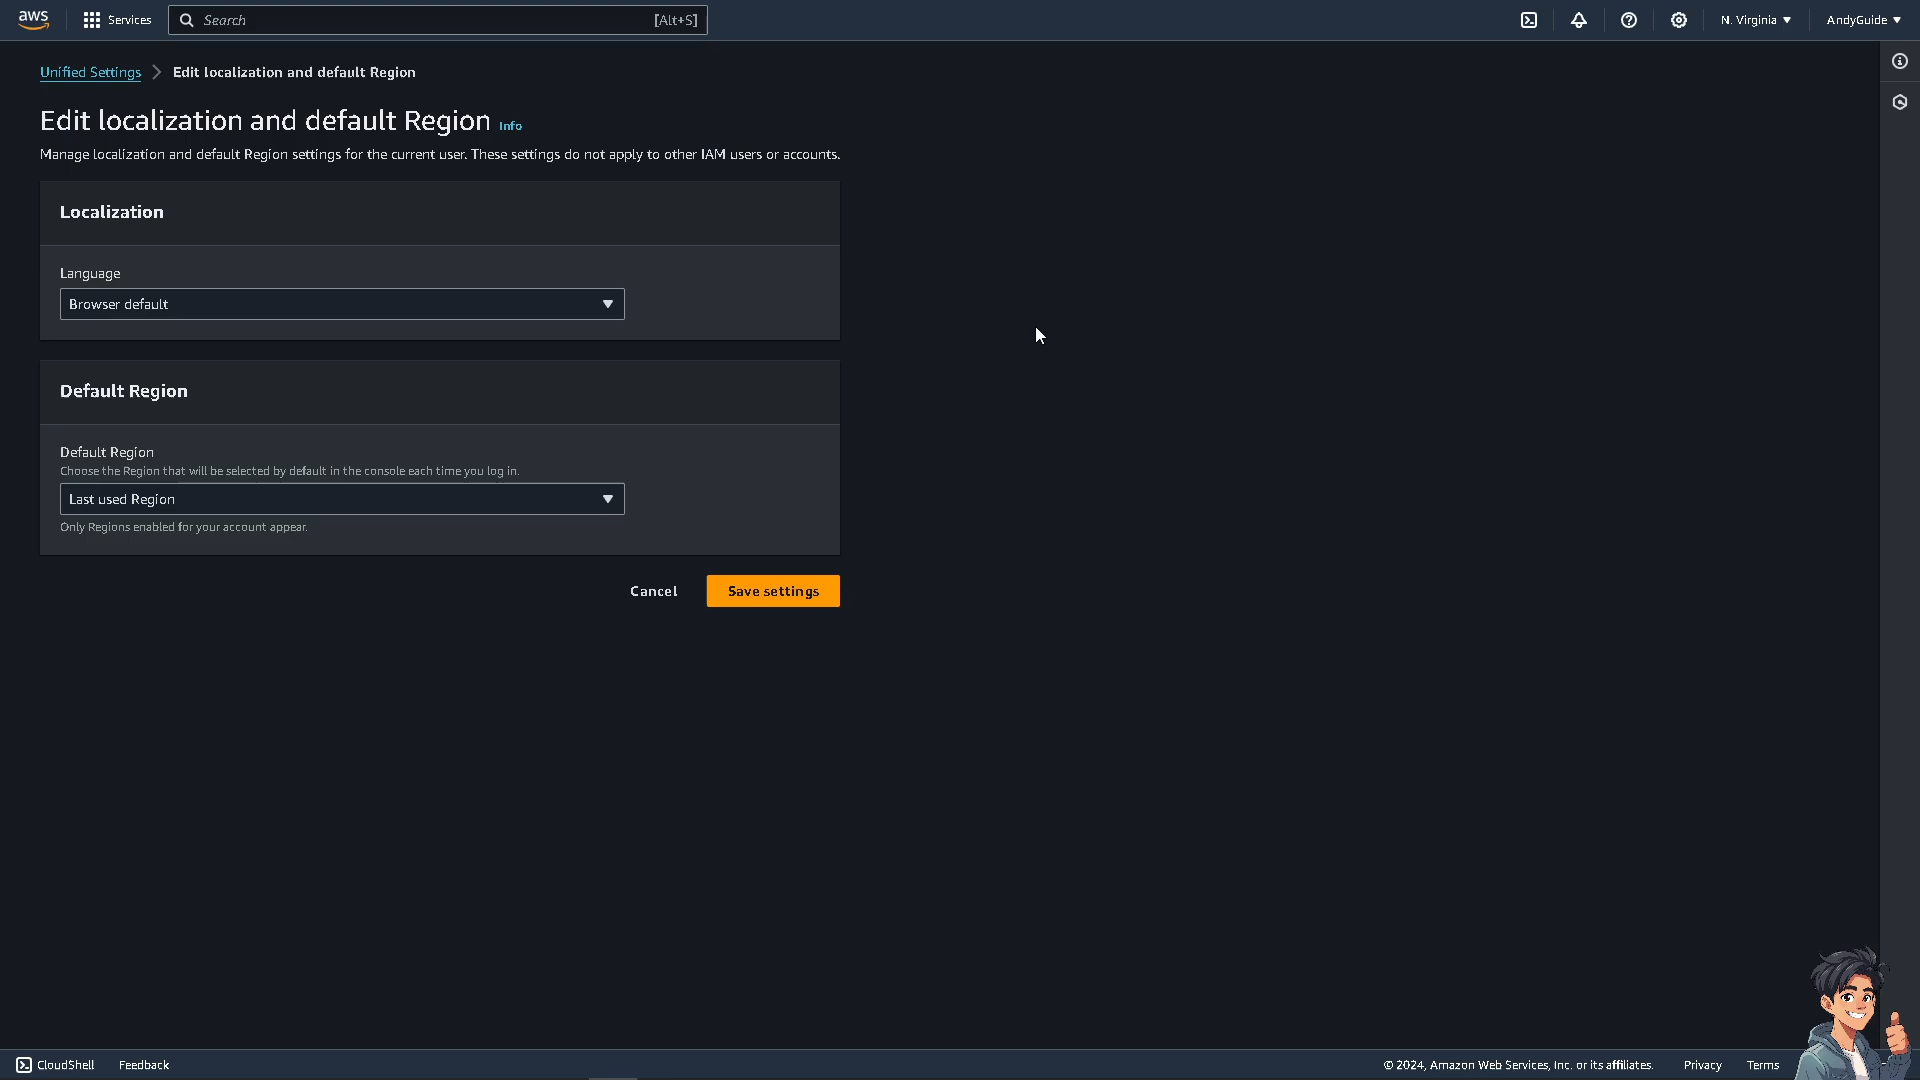 aws
Services
Search
[Alt+S]
N. Virginia
AndyGuide
Unified Settings
Edit localization and default Region
Edit localization and default Region Info
Manage localization and default Region settings for the current user. These settings do not apply to other IAM users or accounts.
Localization
Language
Browser default
Default Region
Default Region
Choose the Region that will be selected by default in the console each time you log in.
Last used Region
Only Regions enabled for your account appear.
Cancel
Save settings
CloudShell
Feedback
© 2024, Amazon Web Services, Inc. or its affiliates.
Privacy
Terms